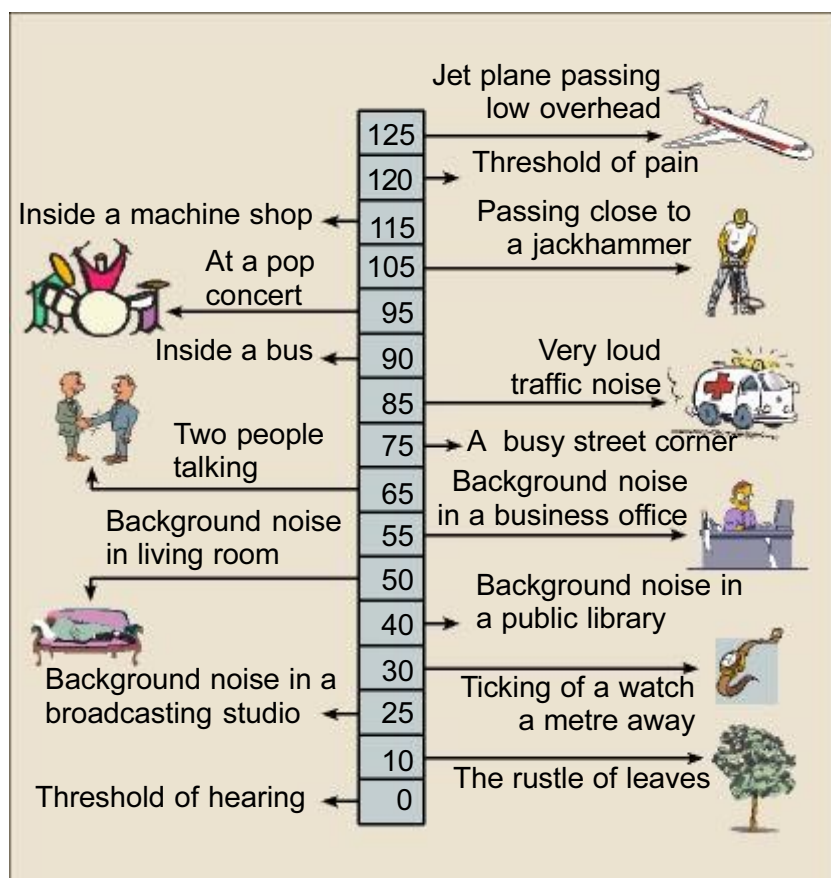 Jet plane passing
low overhead
125
Threshold of pain
120
Inside a machine shop
115
Passing close to
a jackhammer
105
At a pop
concert
95
Inside a bus
90
Very loud
traffic noise
85
A busy street corner
75
Two people
talking
65
Background noise
in a business office
55
Background noise
in living room
50
Background noise in
a public library
40
30
Ticking of a watch
a metre away
Background noise in a
broadcasting studio
25
10
The rustle of leaves
Threshold of hearing
0